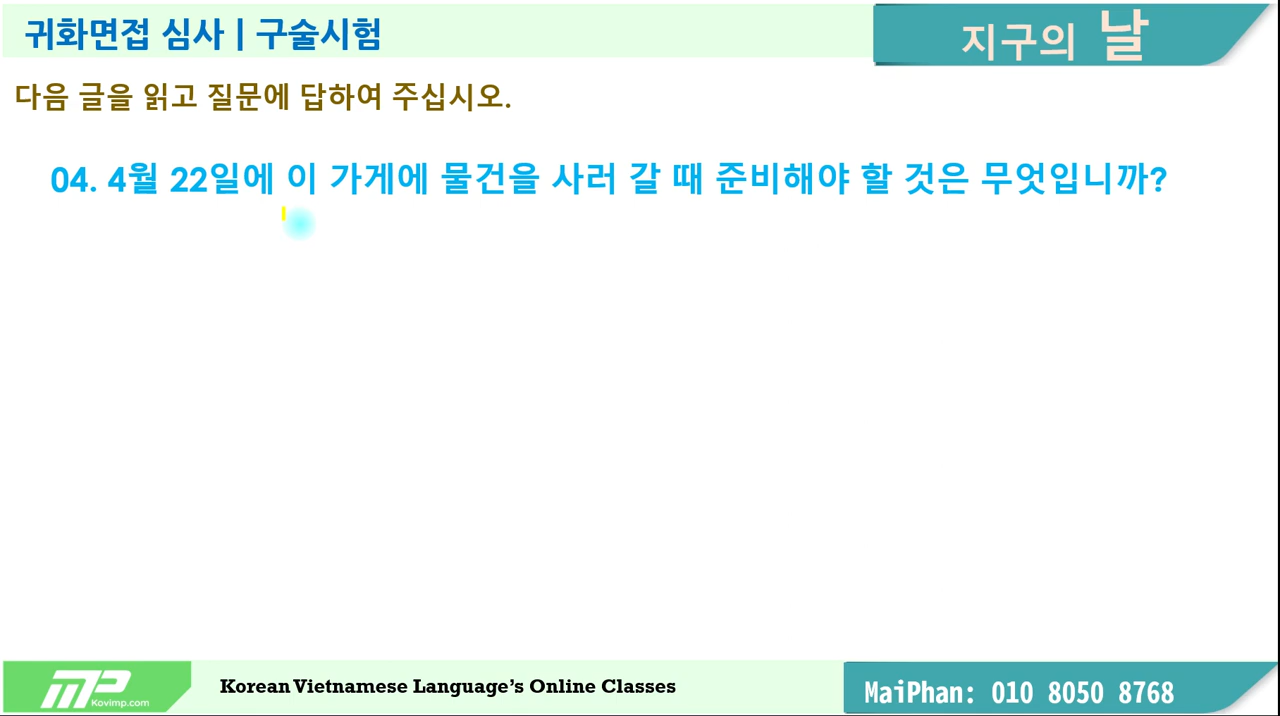 귀화면접 심사 | 구술시험
지구의 날
다음 글을 읽고 질문에 답하여 주십시오.
04. 4월 22일에 이 가게에 물건을 사러 갈 때 준비해야 할 것은 무엇입니까?
MP
Kovimp.com
Korean Vietnamese Language's Online Classes
MaiPhan: 010 8050 8768